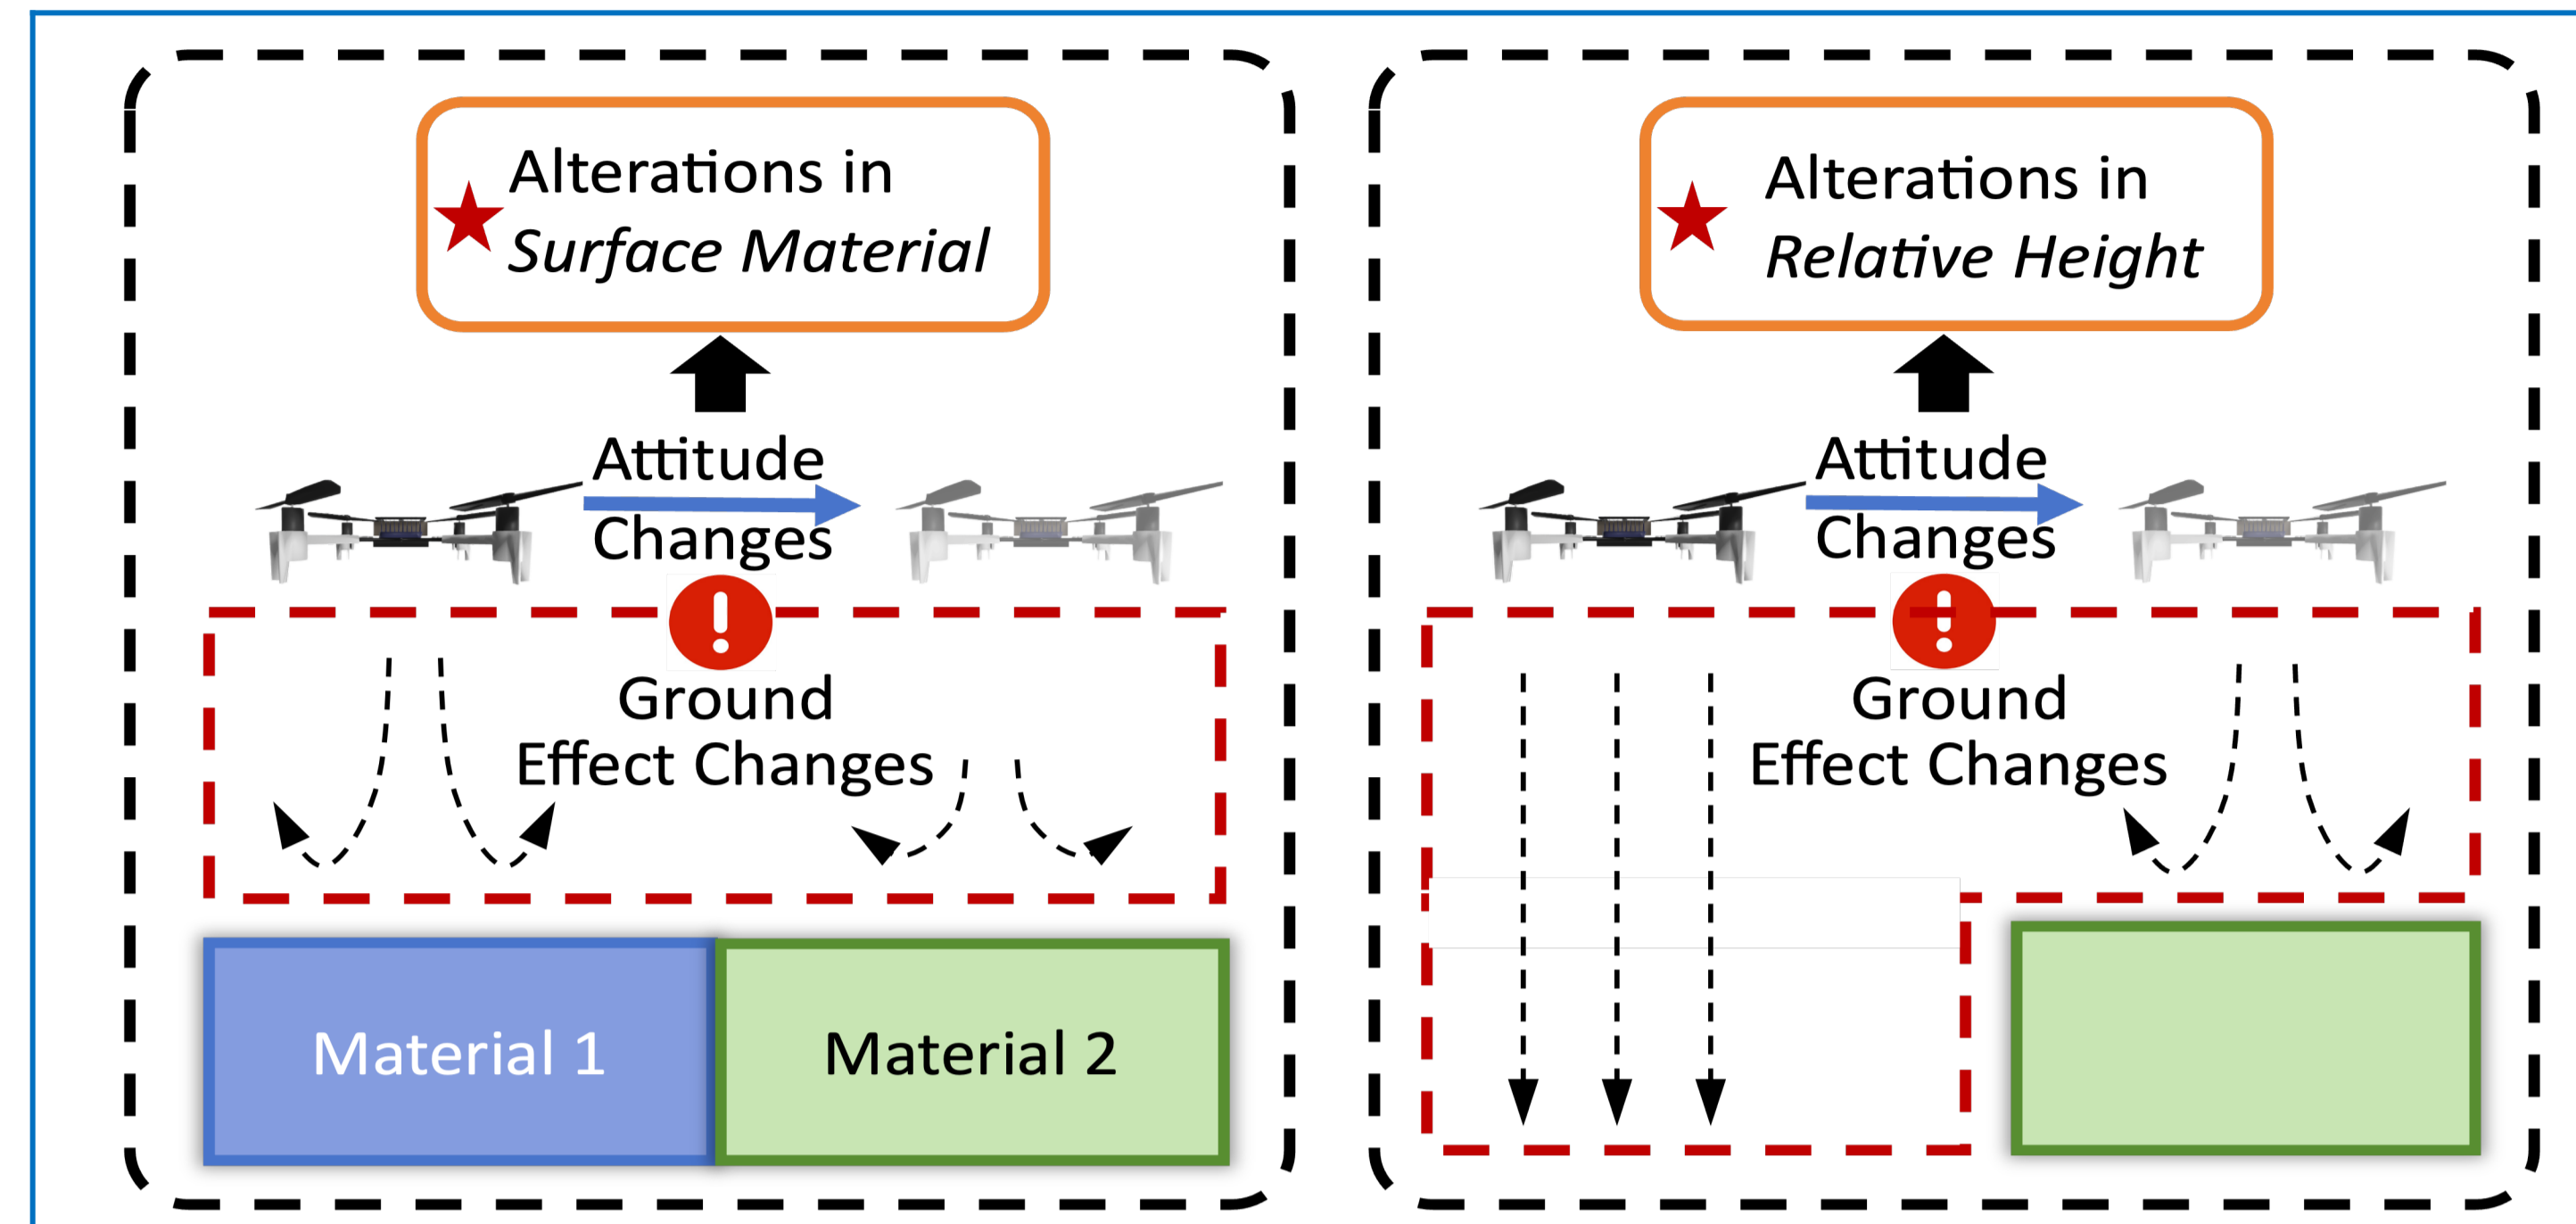 Alterations in
Surface Material
Attitude
Changes
Ground
Effect Changes
Material 1
Material 2
Alterations in
Relative Height
Attitude
Changes
Ground
Effect Changes